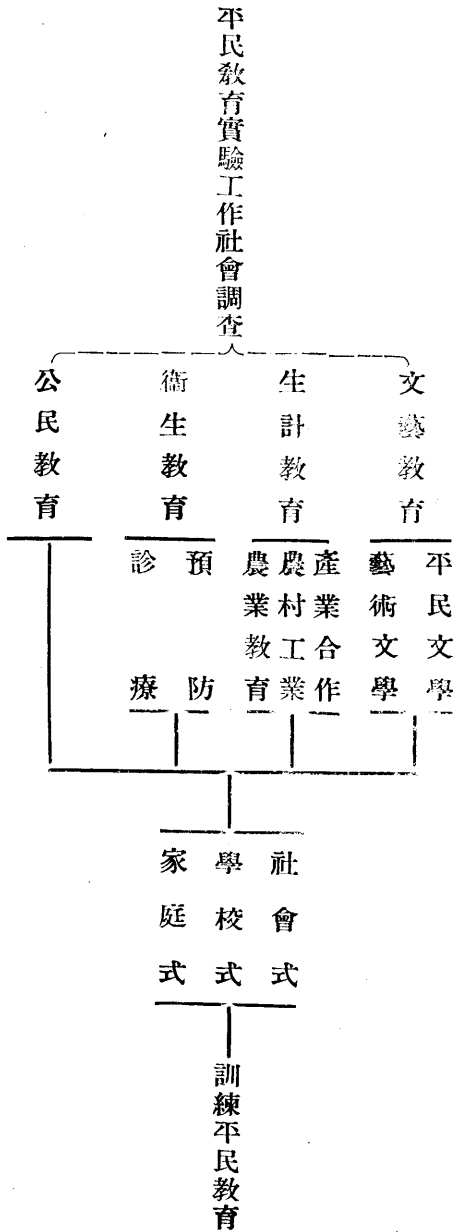 平民教育實驗工作社會調查
文藝教育
生計教育
衞生教育
公民教育
平民文學
藝術文學
產業合作
農村工業
農業教育
預防
診療
社會式
學校式
家庭式
訓練平民教育